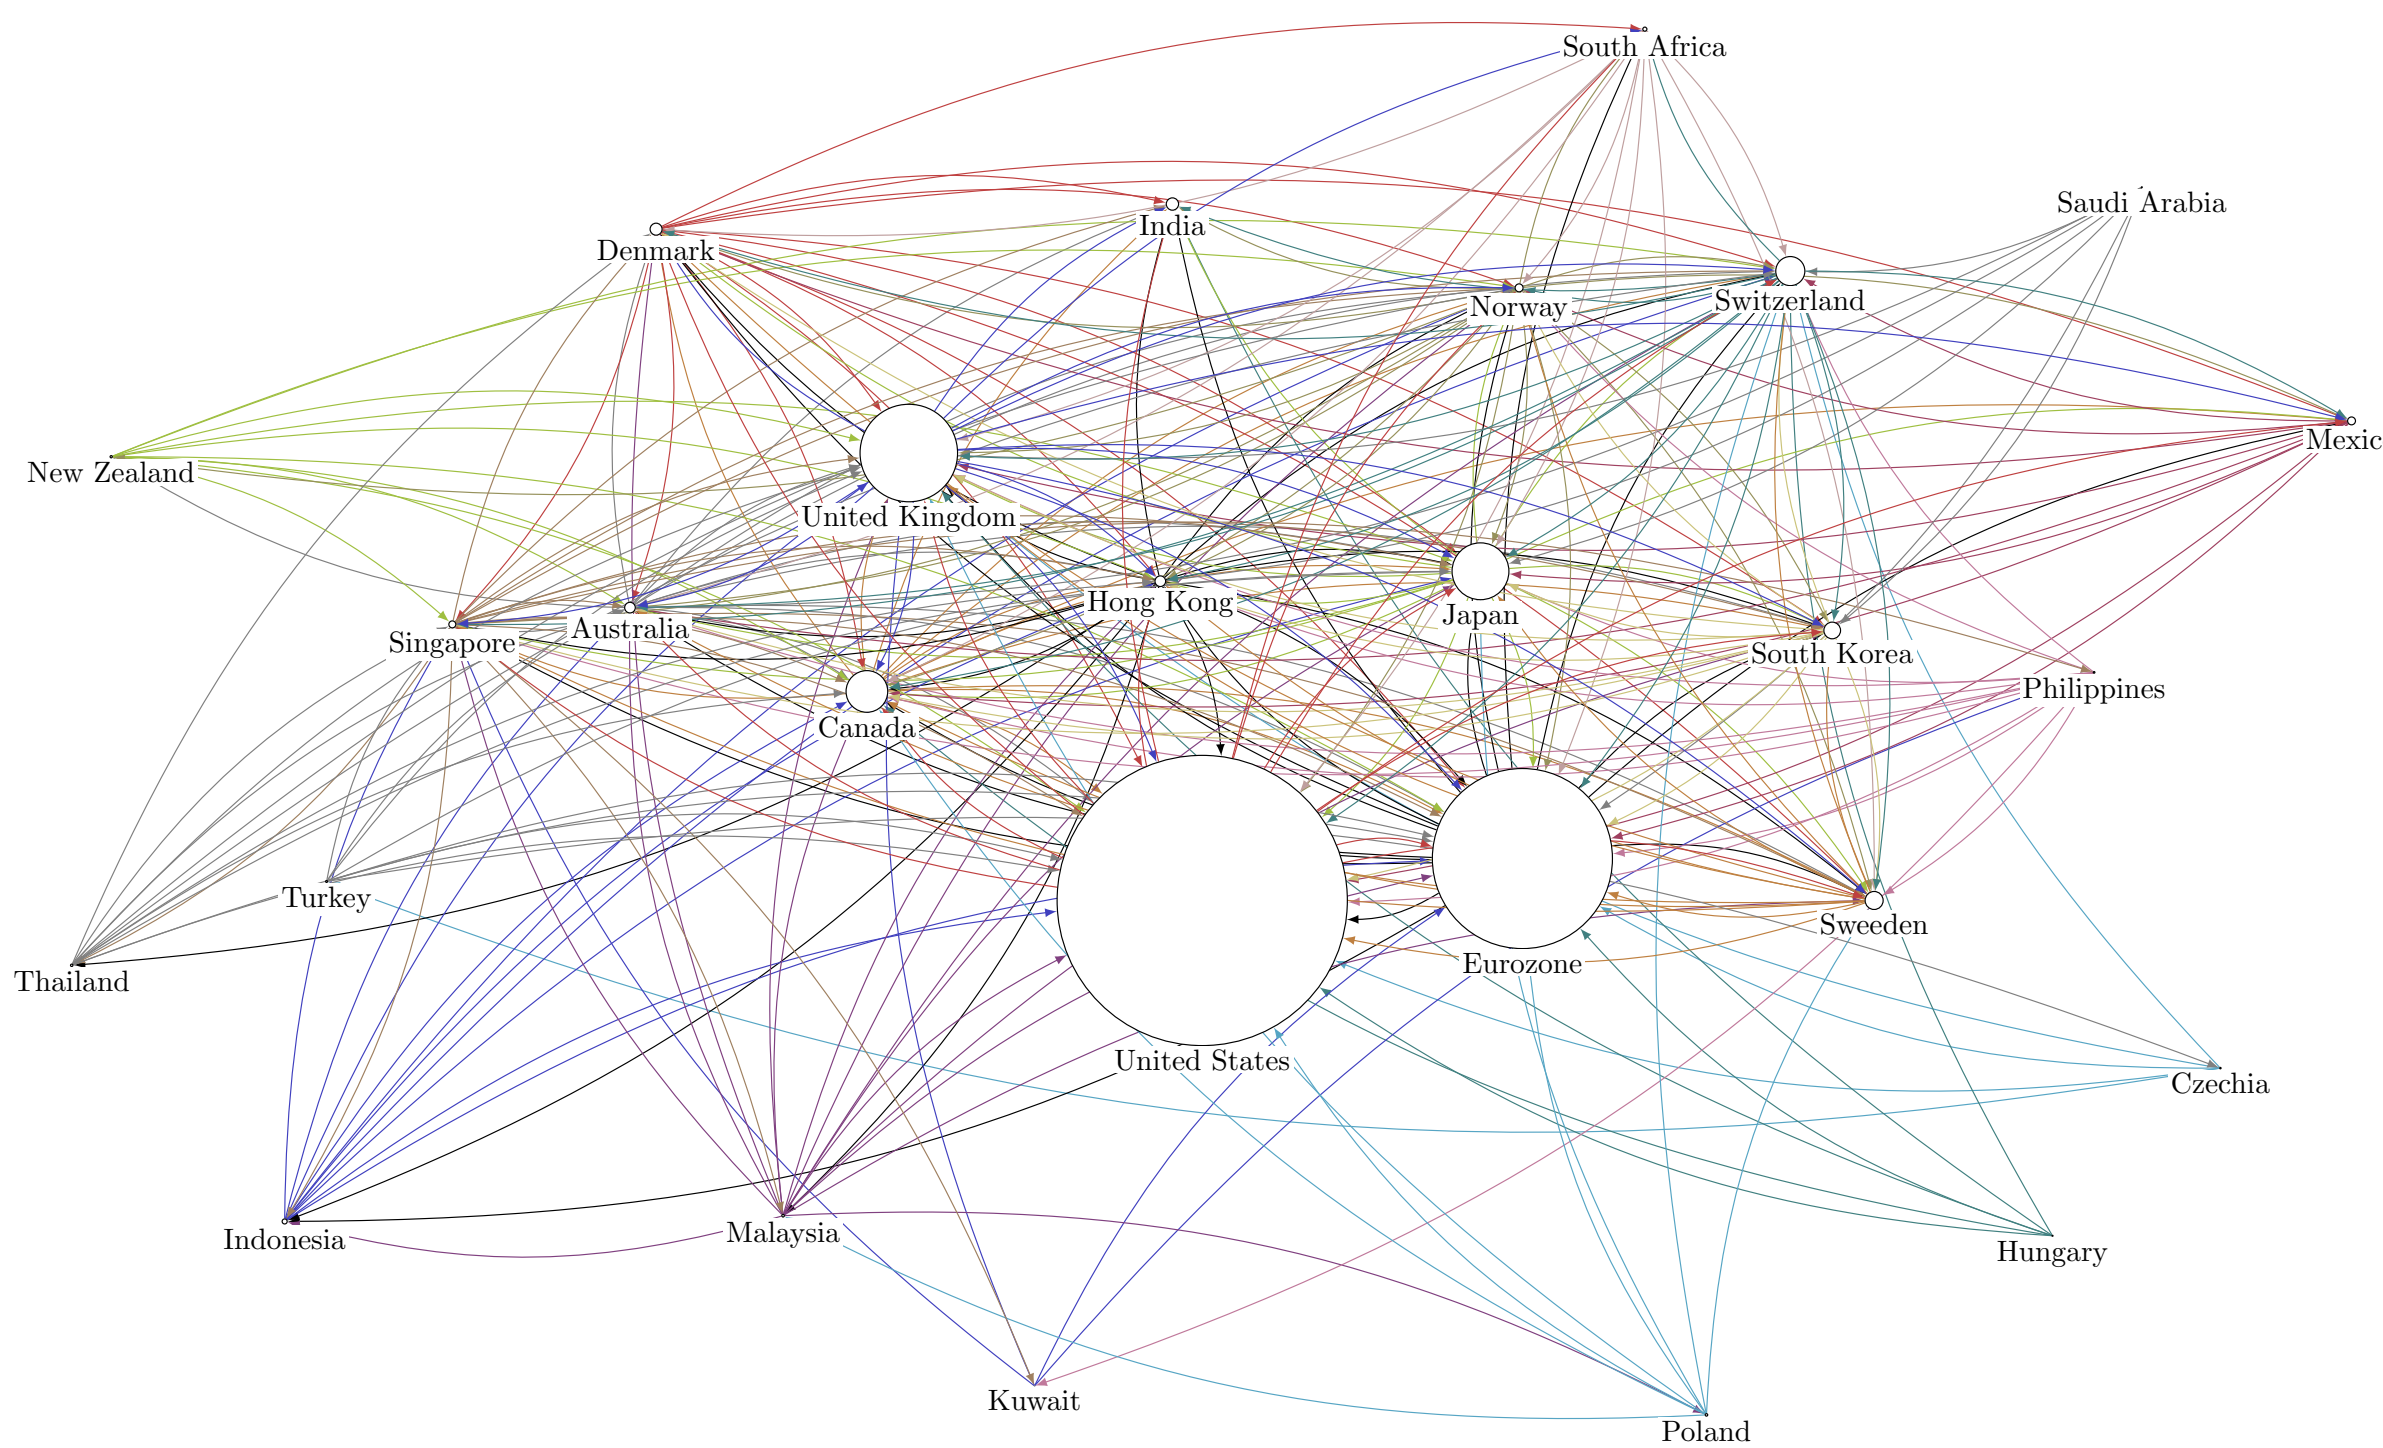 South Africa
Saudi Arabia
India
Denmark
Switzerland
Norway
Mexic
New Zealand
United Kingdom
Hong Kong
Japan
Australia
Singapore
South Korea
Philippines
Canada
Turkey
Sweeden
Eurozone
Thailand
United States
Czechia
Malaysia
Indonesia
Hungary
Kuwait
Poland